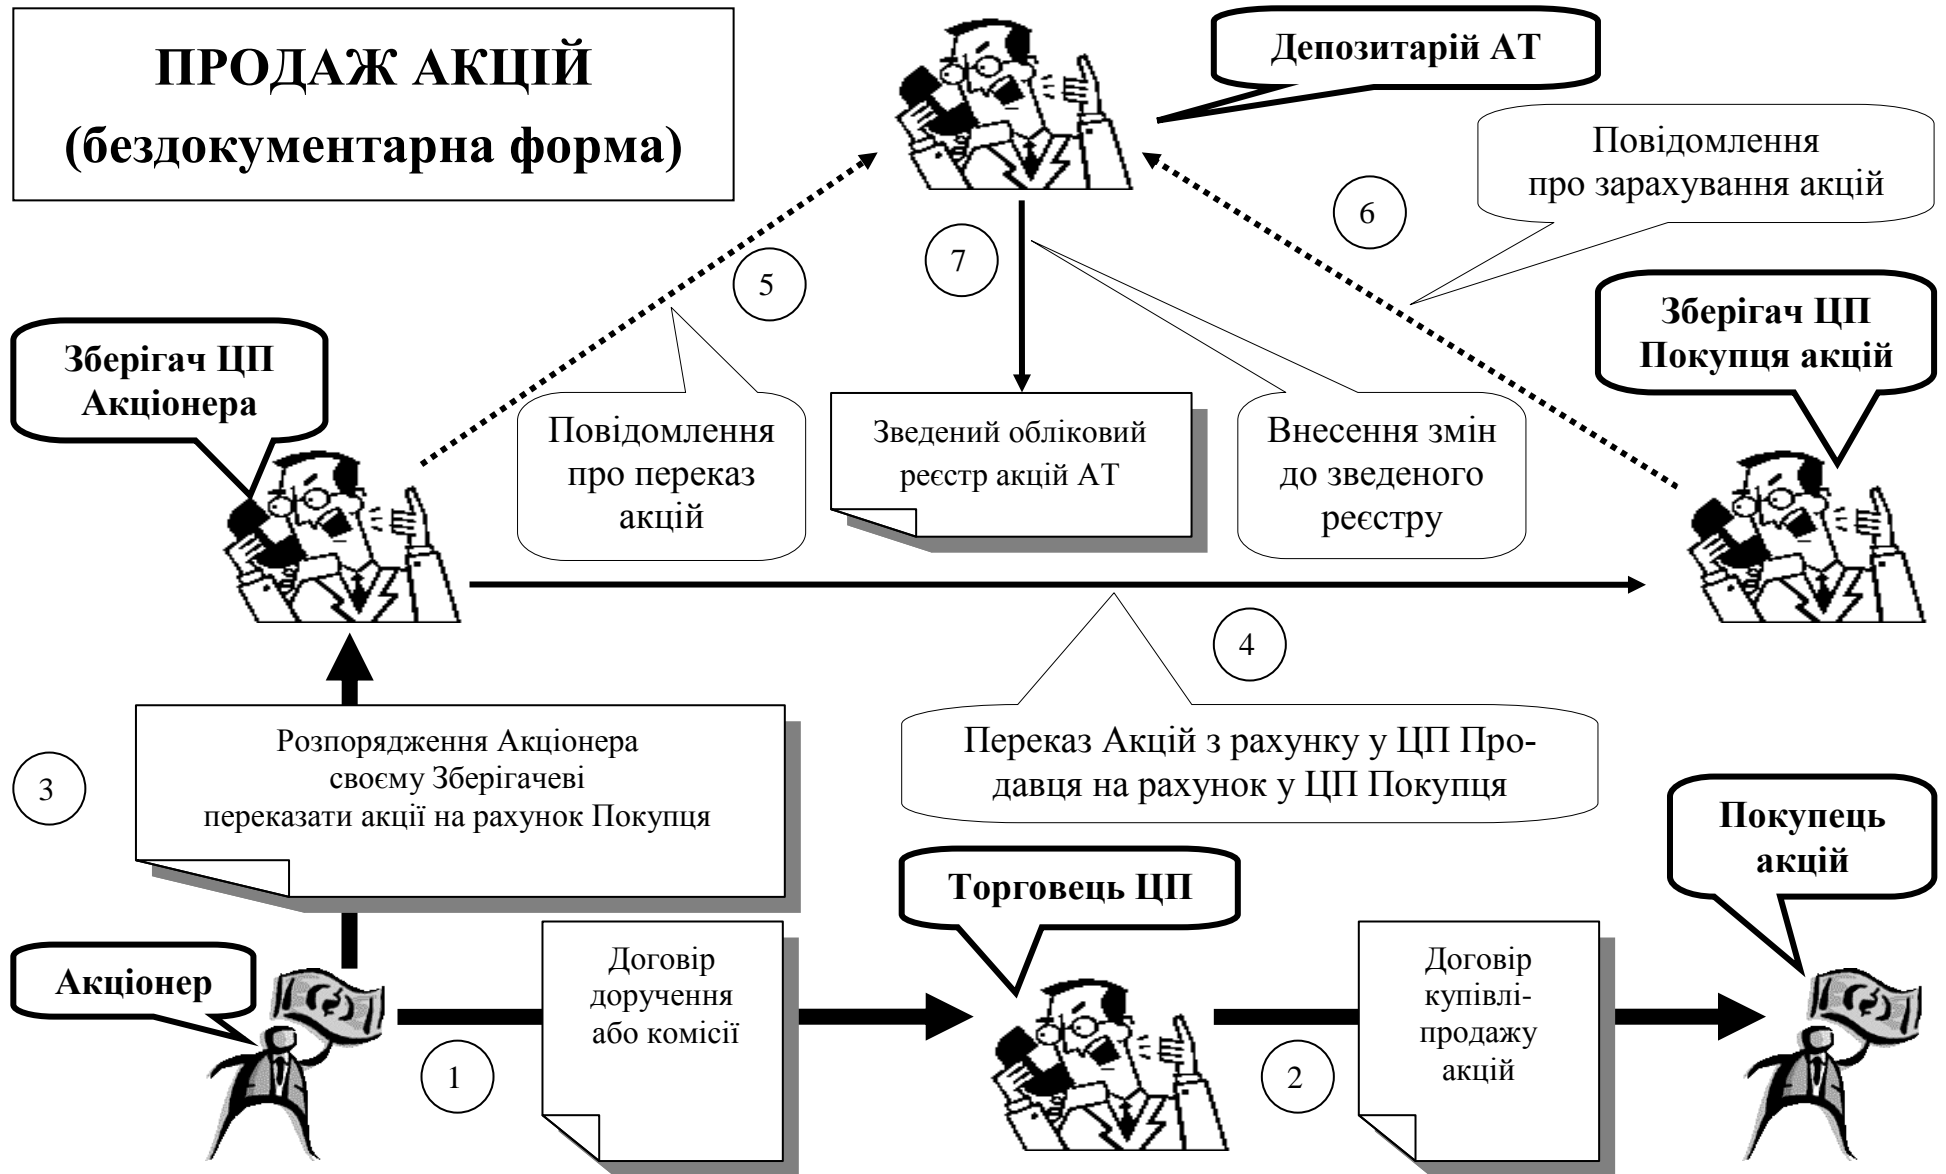 ПРОДАЖ АКЦІЙ
(бездокументарна форма)
Депозитарій АТ
Повідомлення
про зарахування акцій
6
5
7
Зберігач ЦП
Акціонера
Зберігач ЦП
Покупця акцій
Повідомлення
про переказ
акцій
Зведений обліковий
реєстр акцій АТ
Внесення змін
до зведеного
реєстру
4
3
Розпорядження Акціонера
своєму Зберігачеві
переказати акції на рахунок Покупця
Переказ Акцій з рахунку у ЦП Про-
давця на рахунок у ЦП Покупця
Покупець
акцій
Торговець ЦП
Акціонер
1
Договір
доручення
або комісії
2
Договір
купівлі-
продажу
акцій